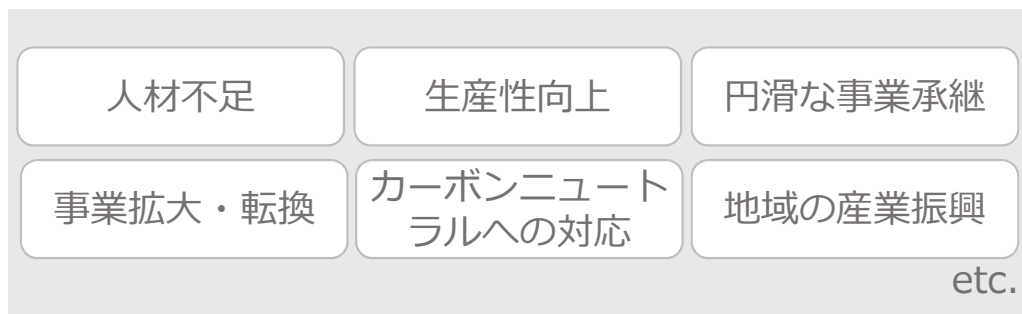 人材不足
生産性向上
円滑な事業承継
事業拡大・転換
カーボンニュート
ラルへの対応
地域の産業振興
etc.